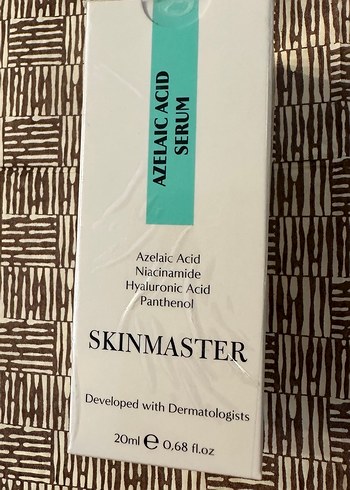 AZELAIC ACID
SERUM
Azelaic Acid
Niacinamide
Hyaluronic Acid
Panthenol
SKINMASTER
Developed with Dermatologists
20ml ℮ 0.68 fl.oz